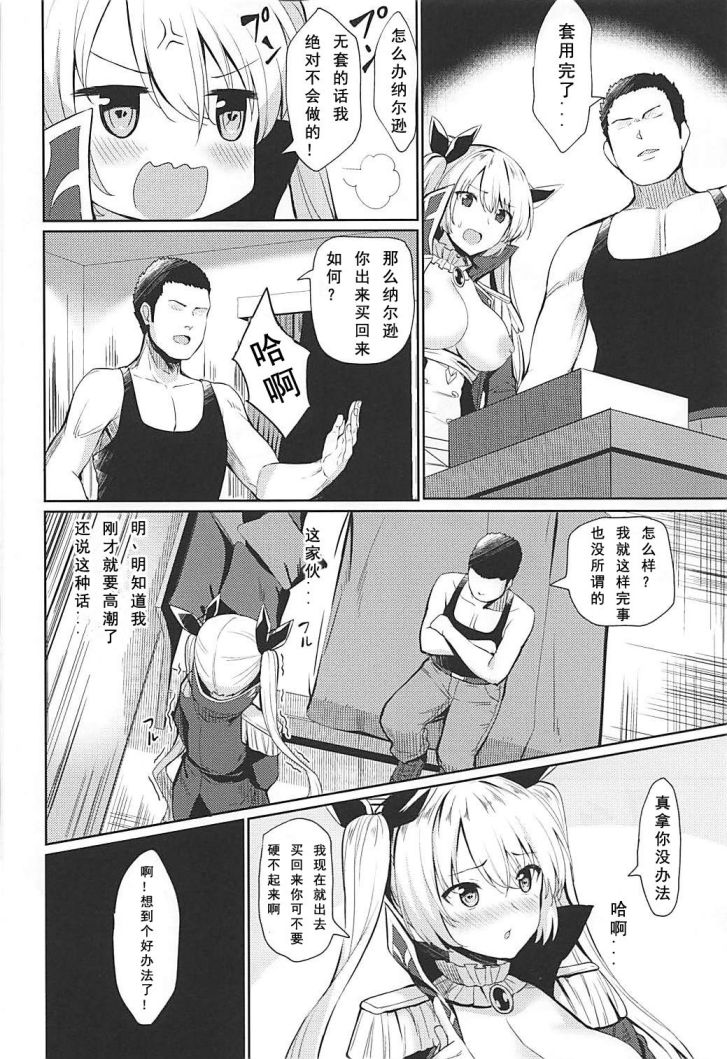 套用完了...
怎么办纳尔逊
无套的话我
绝对不会做的！
プン
プン
那么纳尔逊
你出来买回来
如何？
哈啊
怎么样？
我就这样完事
也没所谓的
这家伙...
フル
フル
明、明知道我
刚才就要高潮了
还说这种话...
真拿你没办法
哈啊...
我现在就出去
买回来你可不要
硬不起来啊
啊！想到个好办法了！